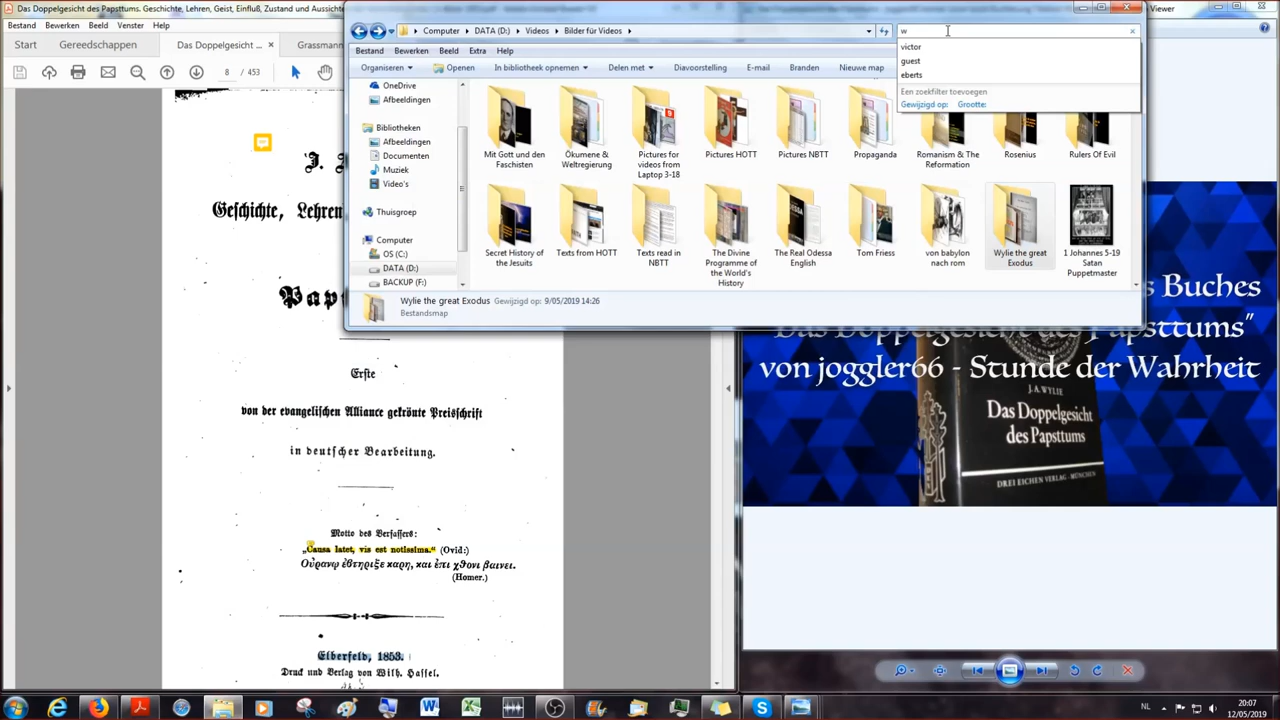 Das Doppelgesicht des Papsttums. Geschichte, Lehren, Geist, Einfluß, Zustand und Aussichte
Viewer
Bestand Bewerken Beeld Venster Help
Start Gereedschappen Das Doppelgesicht ... × Grassmann
8 / 453
Computer DATA (D:) Videos Bilder für Videos
w
victor
guest
eberts
Een zoekfilter toevoegen
Gewijzigd op: Grootte:
Bestand Bewerken Beeld Extra Help
Organiseren Openen In bibliotheek opnemen Delen met Diavoorstelling E-mail Branden Nieuwe map
OneDrive
Afbeeldingen
Bibliotheken
Afbeeldingen
Documenten
Muziek
Video's
Thuisgroep
Computer
OS (C:)
DATA (D:)
BACKUP (F:)
Mit Gott und den Faschisten
Ökumene & Weltregierung
Pictures for videos from Laptop 3-18
Pictures HOTT
Pictures NBTT
Propaganda
Romanism & The Reformation
Rosenius
Rulers Of Evil
Secret History of the Jesuits
Texts from HOTT
Texts read in NBTT
The Divine Programme of the World's History
The Real Odessa English
Tom Friess
von babylon nach rom
Wylie the great Exodus
1 Johannes 5-19 Satan Puppetmaster
Wylie the great Exodus Gewijzigd op: 9/05/2019 14:26
Bestandsmap
Geschichte, Lehren
Erste
von der evangelischen Alliance gekrönte Preisschrift
in deutscher Bearbeitung.
Motto des Verfassers:
„Causa latet, vis est notissima.“ (Ovid:)
Οὐρανῳ ἐϐτηριξε καρη, και ἐπι χθονι βαινει.
(Homer.)
Elberfeld, 1853.
Druck und Verlag von Wilh. Hassel.
s Buches
"Das Doppelgesicht des Papsttums"
von joggler66 - Stunde der Wahrheit
J.A.WYLIE
Das Doppelgesicht
des Papsttums
DREI EICHEN VERLAG · MÜNCHEN
NL
20:07
12/05/2019